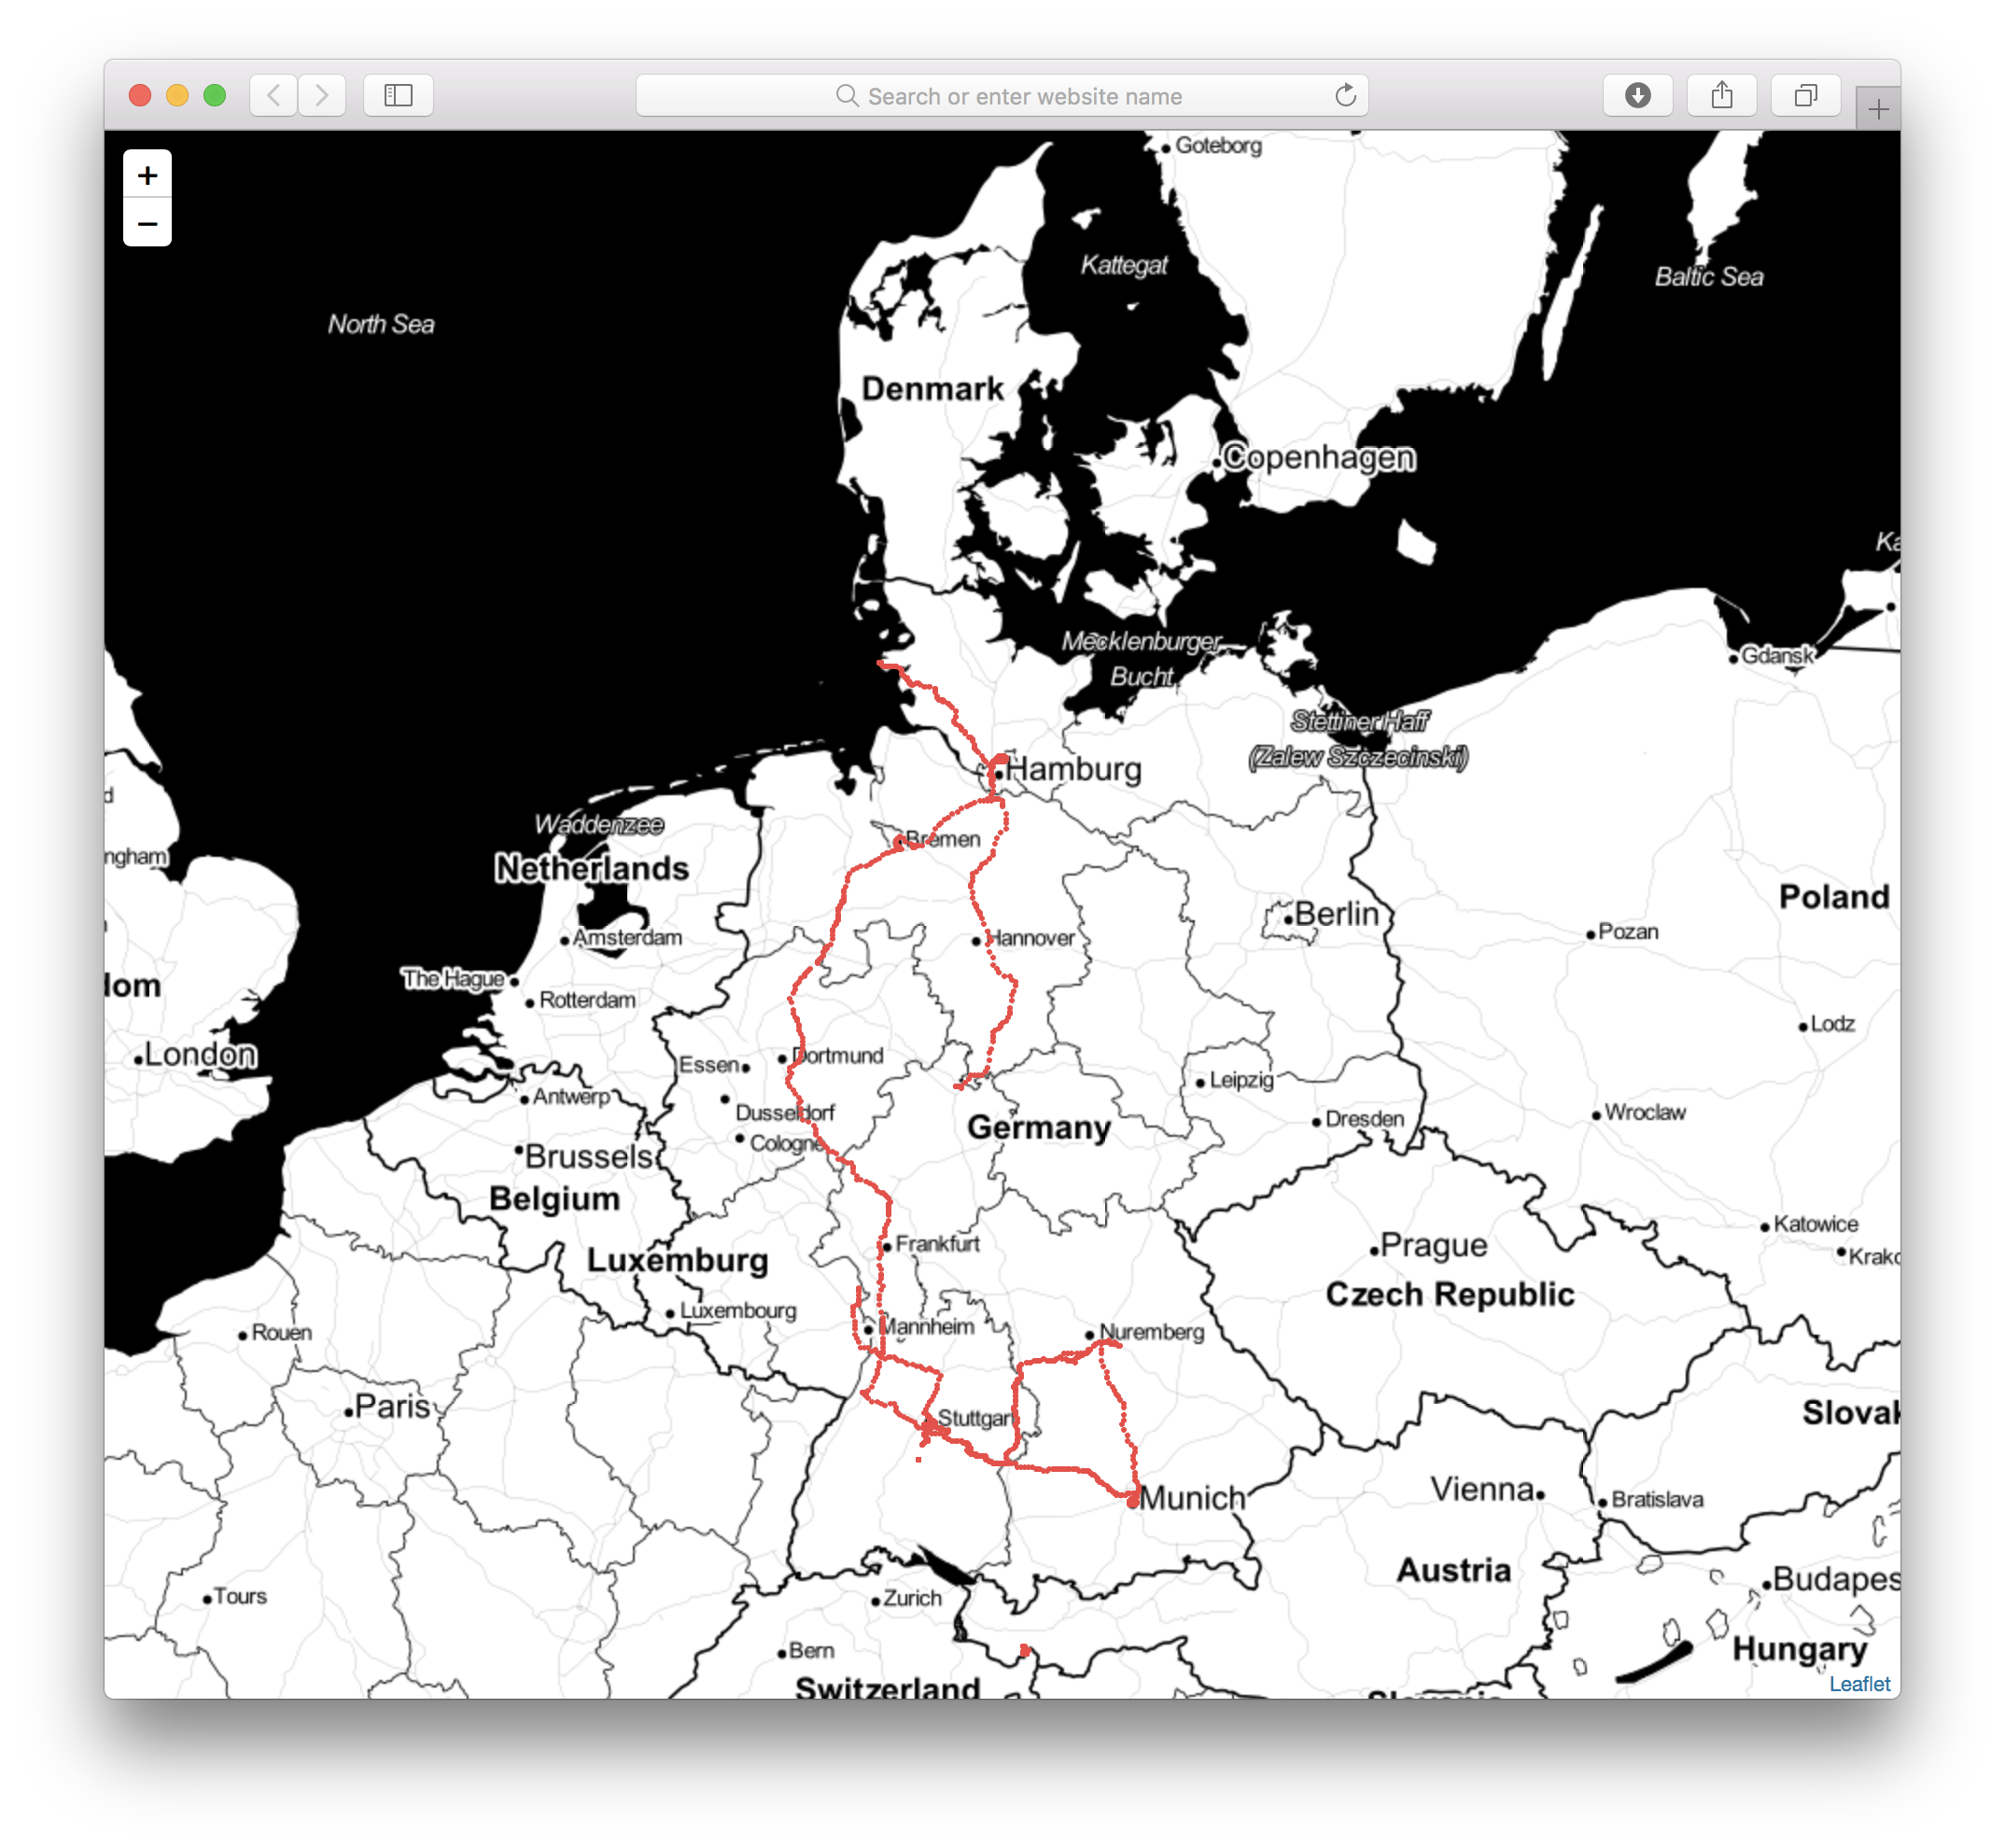 Search or enter website name
+
−
Goteborg
Kattegat
Baltic Sea
North Sea
Denmark
Copenhagen
Mecklenburger
Bucht
Gdansk
Stettiner Haff
(Zalew Szczecinski)
Hamburg
Waddenzee
Bremen
ngham
Netherlands
Poland
Berlin
Pozan
Amsterdam
Hannover
The Hague
dom
Rotterdam
Lodz
London
Dortmund
Essen
Leipzig
Antwerp
Dusseldorf
Wroclaw
Dresden
Germany
Cologne
Brussels
Belgium
Katowice
Frankfurt
Prague
Krako
Luxemburg
Czech Republic
Luxembourg
Rouen
Mannheim
Nuremberg
Paris
Stuttgart
Slovak
Vienna
Munich
Bratislava
Austria
Budapes
Tours
Zurich
Bern
Hungary
Switzerland
Leaflet